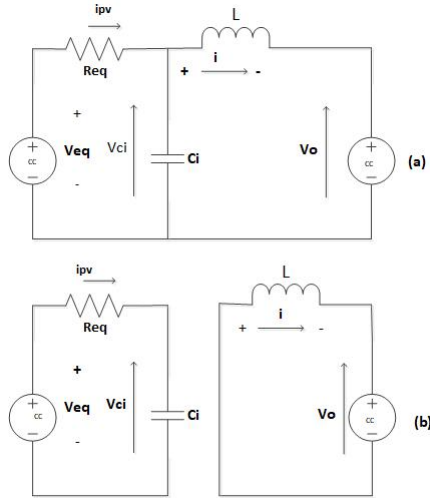 ipv
L
Req
i
+ -
+
Veq
-
Vci
Ci
Vo
+
cc
−
+
cc
−
(a)
ipv
L
Req
i
+ -
+
Veq
-
Vci
Ci
Vo
+
cc
−
+
cc
−
(b)